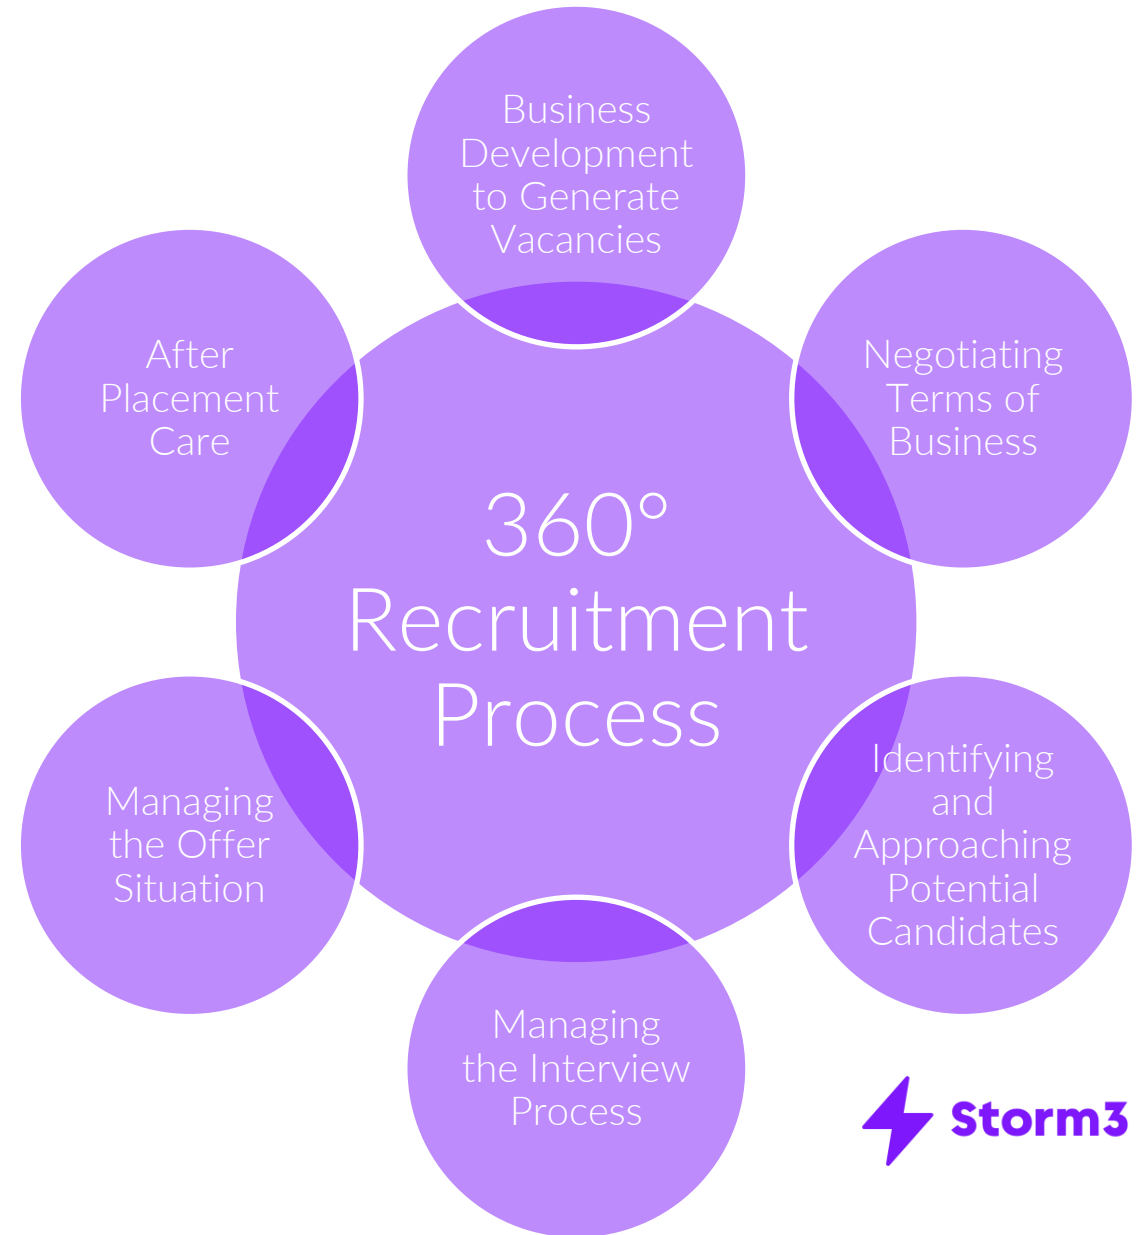 Business
Development
to Generate
Vacancies
Negotiating
Terms of
Business
Identifying
and
Approaching
Potential
Candidates
Managing
the Interview
Process
Managing
the Offer
Situation
After
Placement
Care
360°
Recruitment
Process
Storm3